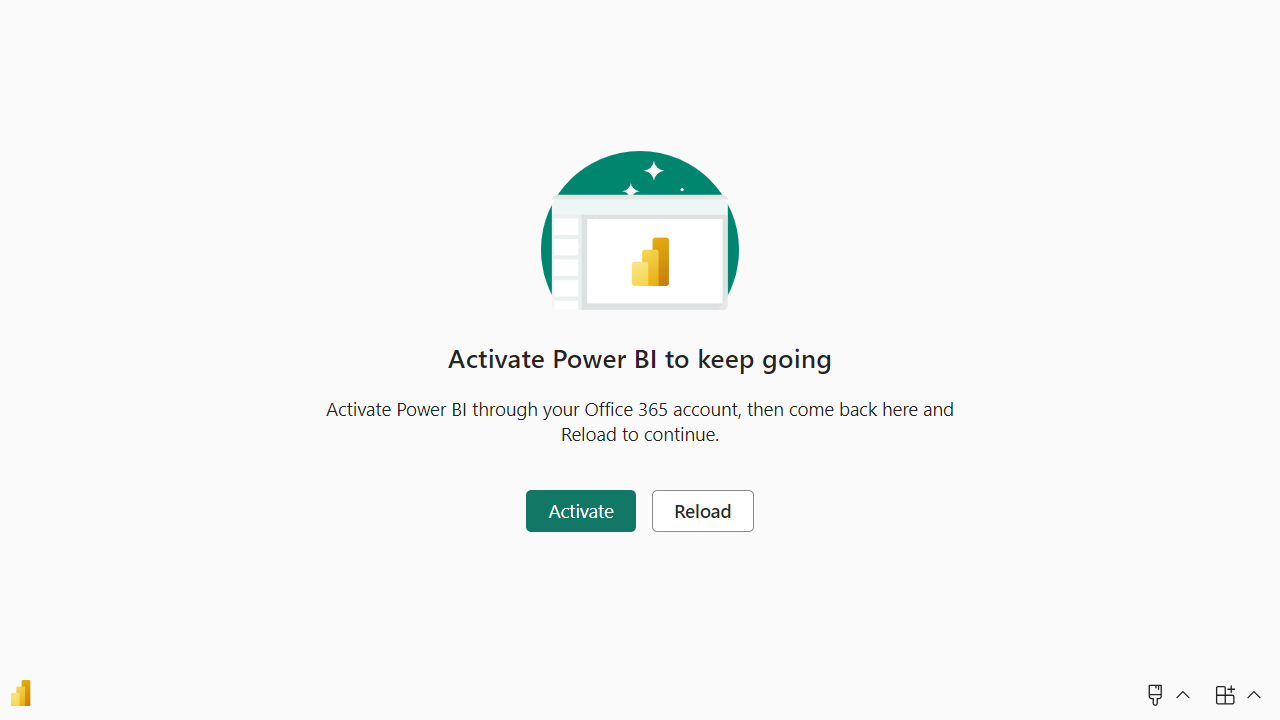 Activate Power BI to keep going
Activate Power BI through your Office 365 account, then come back here and
Reload to continue.
Activate
Reload